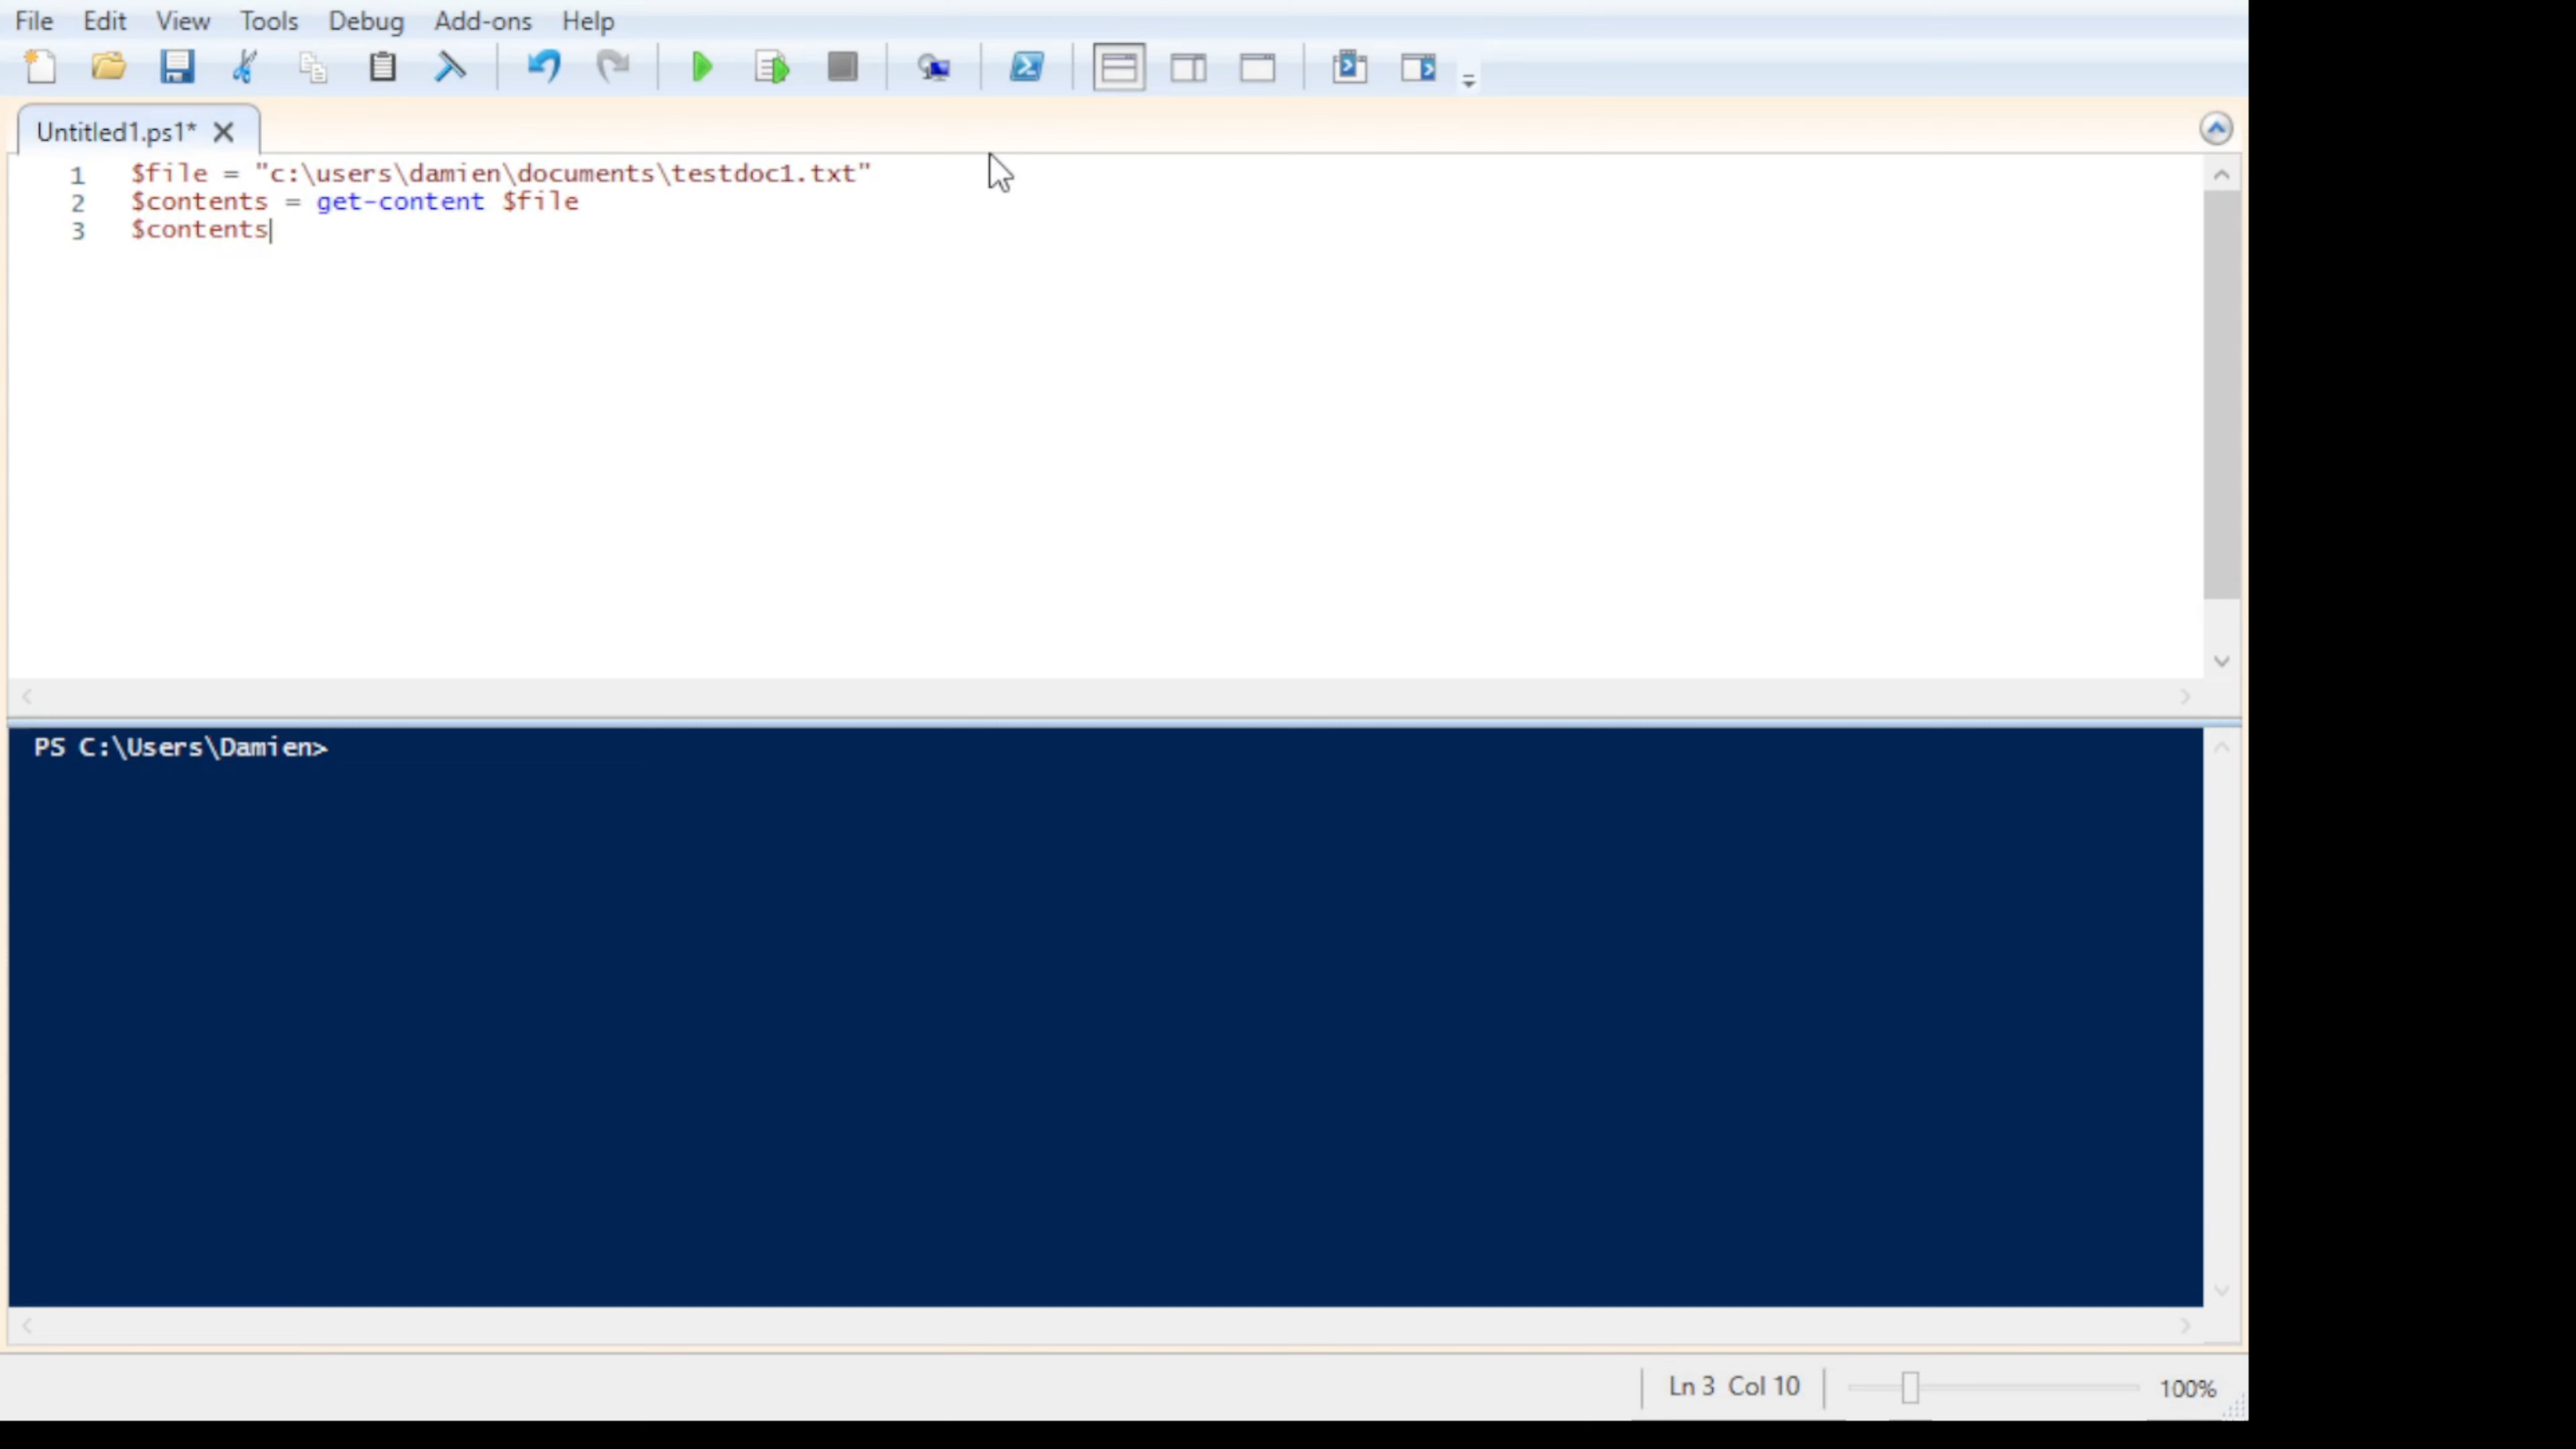 File Edit View Tools Debug Add-ons Help
Untitled1.ps1*
1 $file = "c:\users\damien\documents\testdoc1.txt"
2 $contents = get-content $file
3 $contents
PS C:\Users\Damien>
Ln 3 Col 10 100%